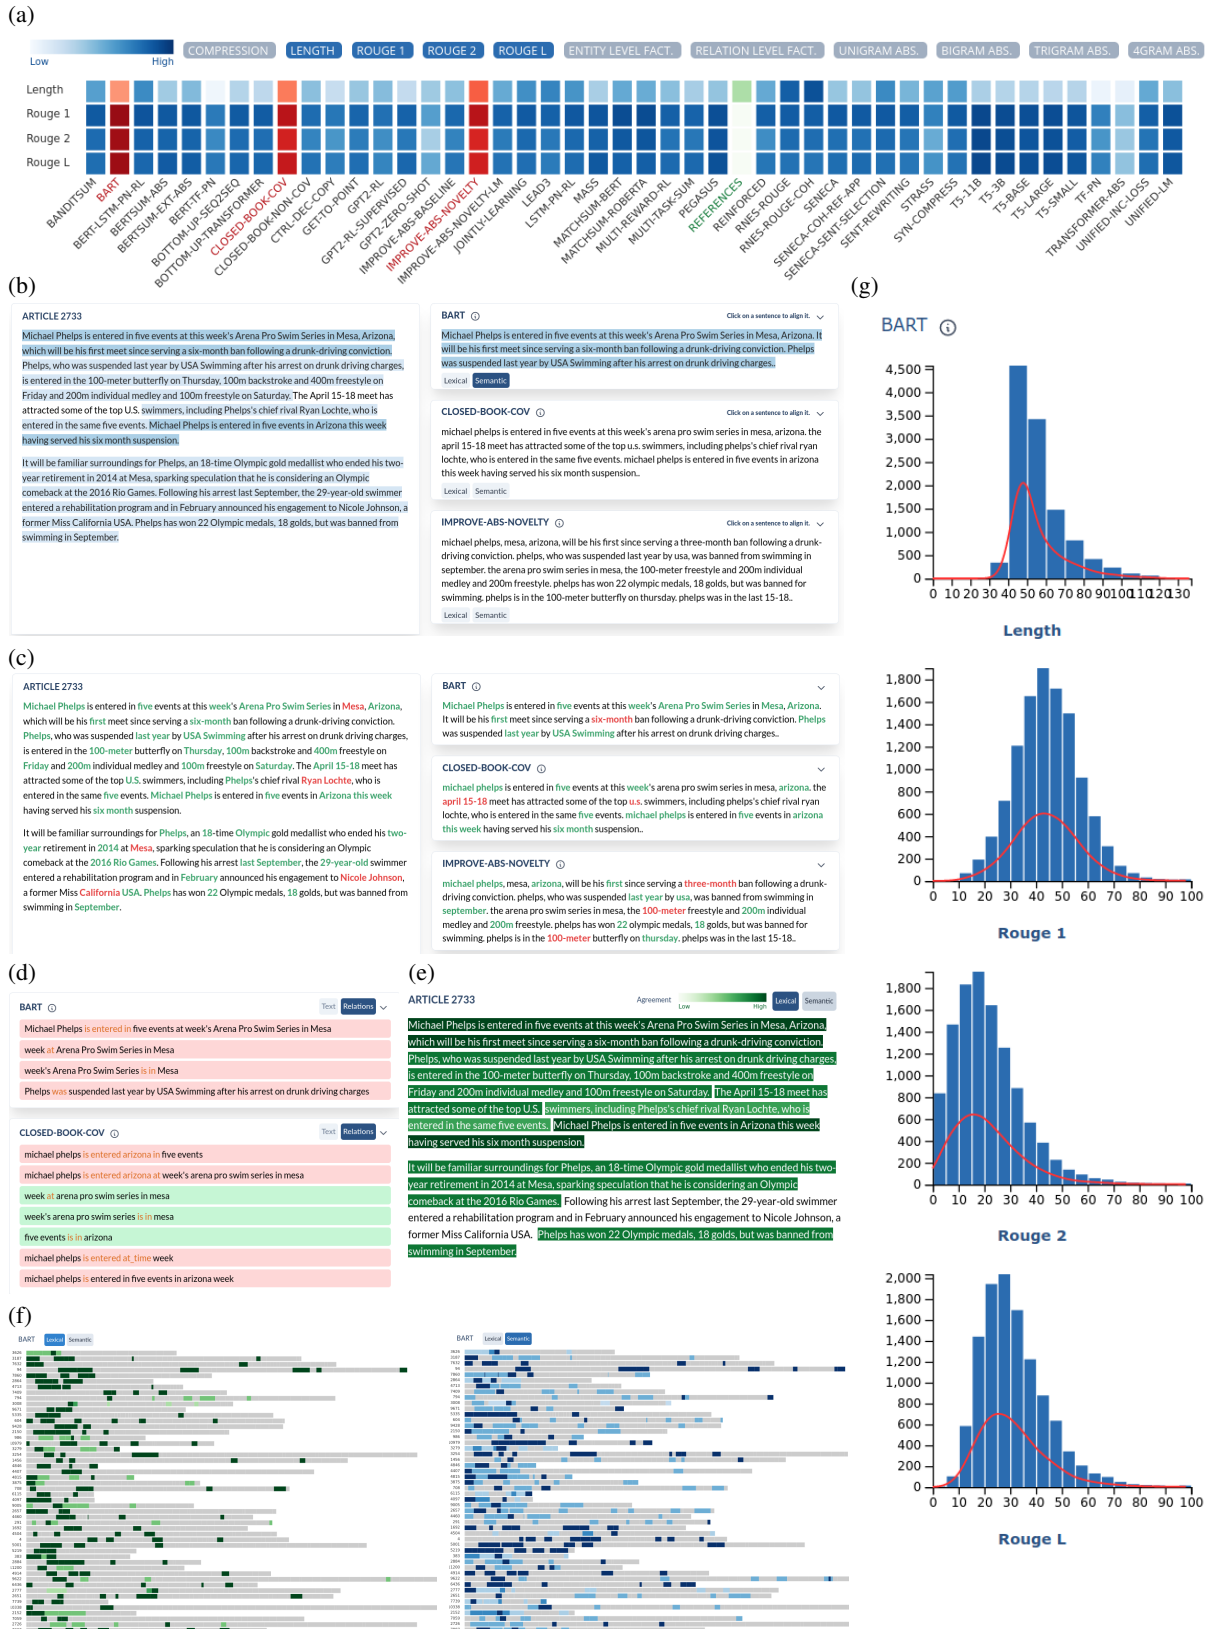 (a)
Low High
COMPRESSION LENGTH ROUGE 1 ROUGE 2 ROUGE L ENTITY LEVEL FACT. RELATION LEVEL FACT. UNIGRAM ABS. BIGRAM ABS. TRIGRAM ABS. 4GRAM ABS.
Length
Rouge 1
Rouge 2
Rouge L
BANDITSUM
BART
BERT-LSTM-PN-RL
BERTSUM-ABS
BERTSUM-EXT-ABS
BERT-TF-PN
BOTTOM-UP-SEQ2SEQ
BOTTOM-UP-TRANSFORMER
CLOSED-BOOK-COV
CLOSED-BOOK-NON-COV
CTRL-DEC-COPY
GET-TO-POINT
GPT2-RL
GPT2-RL-SUPERVISED
GPT2-ZERO-SHOT
IMPROVE-ABS-BASELINE
IMPROVE-ABS-NOVELTY
IMPROVE-ABS-NOVELTY-LM
JOINTLY-LEARNING
LEAD3
LSTM-PN-RL
MASS
MATCHSUM-BERT
MATCHSUM-ROBERTA
MULTI-REWARD-RL
MULTI-TASK-SUM
PEGASUS
REFERENCES
REINFORCED
RNES-ROUGE
RNES-ROUGE-COH
SENECA
SENECA-COH-REF-APP
SENECA-SENT-SELECTION
SENT-REWRITING
STRASS
SYN-COMPRESS
T5-11B
T5-3B
T5-BASE
T5-LARGE
T5-SMALL
TF-PN
TRANSFORMER-ABS
UNIFIED-INC-LOSS
UNIFIED-LM
(b)
ARTICLE 2733
Michael Phelps is entered in five events at this week's Arena Pro Swim Series in Mesa, Arizona,
which will be his first meet since serving a six-month ban following a drunk-driving conviction.
Phelps, who was suspended last year by USA Swimming after his arrest on drunk driving charges,
is entered in the 100-meter butterfly on Thursday, 100m backstroke and 400m freestyle on
Friday and 200m individual medley and 100m freestyle on Saturday. The April 15-18 meet has
attracted some of the top U.S. swimmers, including Phelps's chief rival Ryan Lochte, who is
entered in the same five events. Michael Phelps is entered in five events in Arizona this week
having served his six month suspension.
It will be familiar surroundings for Phelps, an 18-time Olympic gold medallist who ended his two-
year retirement in 2014 at Mesa, sparking speculation that he is considering an Olympic
comeback at the 2016 Rio Games. Following his arrest last September, the 29-year-old swimmer
entered a rehabilitation program and in February announced his engagement to Nicole Johnson, a
former Miss California USA. Phelps has won 22 Olympic medals, 18 golds, but was banned from
swimming in September.
BART Click on a sentence to align it.
Michael Phelps is entered in five events at this week's Arena Pro Swim Series in Mesa, Arizona. It
will be his first meet since serving a six-month ban following a drunk-driving conviction. Phelps
was suspended last year by USA Swimming after his arrest on drunk driving charges..
Lexical Semantic
CLOSED-BOOK-COV Click on a sentence to align it.
michael phelps is entered in five events at this week's arena pro swim series in mesa, arizona. the
april 15-18 meet has attracted some of the top u.s. swimmers, including phelps's chief rival ryan
lochte, who is entered in the same five events. michael phelps is entered in five events in arizona
this week having served his six month suspension..
Lexical Semantic
IMPROVE-ABS-NOVELTY Click on a sentence to align it.
michael phelps, mesa, arizona, will be his first since serving a three-month ban following a drunk-
driving conviction. phelps, who was suspended last year by usa, was banned from swimming in
september. the arena pro swim series in mesa, the 100-meter freestyle and 200m individual
medley and 200m freestyle. phelps has won 22 olympic medals, 18 golds, but was banned for
swimming. phelps is in the 100-meter butterfly on thursday. phelps was in the last 15-18..
Lexical Semantic
(c)
ARTICLE 2733
Michael Phelps is entered in five events at this week's Arena Pro Swim Series in Mesa, Arizona,
which will be his first meet since serving a six-month ban following a drunk-driving conviction.
Phelps, who was suspended last year by USA Swimming after his arrest on drunk driving charges,
is entered in the 100-meter butterfly on Thursday, 100m backstroke and 400m freestyle on
Friday and 200m individual medley and 100m freestyle on Saturday. The April 15-18 meet has
attracted some of the top U.S. swimmers, including Phelps's chief rival Ryan Lochte, who is
entered in the same five events. Michael Phelps is entered in five events in Arizona this week
having served his six month suspension.
It will be familiar surroundings for Phelps, an 18-time Olympic gold medallist who ended his two-
year retirement in 2014 at Mesa, sparking speculation that he is considering an Olympic
comeback at the 2016 Rio Games. Following his arrest last September, the 29-year-old swimmer
entered a rehabilitation program and in February announced his engagement to Nicole Johnson,
a former Miss California USA. Phelps has won 22 Olympic medals, 18 golds, but was banned from
swimming in September.
BART
Michael Phelps is entered in five events at this week's Arena Pro Swim Series in Mesa, Arizona.
It will be his first meet since serving a six-month ban following a drunk-driving conviction. Phelps
was suspended last year by USA Swimming after his arrest on drunk driving charges..
CLOSED-BOOK-COV
michael phelps is entered in five events at this week's arena pro swim series in mesa, arizona. the
april 15-18 meet has attracted some of the top u.s. swimmers, including phelps's chief rival ryan
lochte, who is entered in the same five events. michael phelps is entered in five events in arizona
this week having served his six month suspension..
IMPROVE-ABS-NOVELTY
michael phelps, mesa, arizona, will be his first since serving a three-month ban following a drunk-
driving conviction. phelps, who was suspended last year by usa, was banned from swimming in
september. the arena pro swim series in mesa, the 100-meter freestyle and 200m individual
medley and 200m freestyle. phelps has won 22 olympic medals, 18 golds, but was banned for
swimming. phelps is in the 100-meter butterfly on thursday. phelps was in the last 15-18..
(d)
BART Text Relations
Michael Phelps is entered in five events at this week's Arena Pro Swim Series in Mesa
week at Arena Pro Swim Series in Mesa
week's Arena Pro Swim Series is in Mesa
Phelps was suspended last year by USA Swimming after his arrest on drunk driving charges
CLOSED-BOOK-COV Text Relations
michael phelps is entered arizona in five events
michael phelps is entered arizona at week's arena pro swim series in mesa
week at arena pro swim series in mesa
week's arena pro swim series is in mesa
five events is in arizona
michael phelps is entered at_time week
michael phelps is entered in five events in arizona week
(e)
ARTICLE 2733 Agreement Low High Lexical Semantic
Michael Phelps is entered in five events at this week's Arena Pro Swim Series in Mesa, Arizona,
which will be his first meet since serving a six-month ban following a drunk-driving conviction.
Phelps, who was suspended last year by USA Swimming after his arrest on drunk driving charges,
is entered in the 100-meter butterfly on Thursday, 100m backstroke and 400m freestyle on
Friday and 200m individual medley and 100m freestyle on Saturday. The April 15-18 meet has
attracted some of the top U.S. swimmers, including Phelps's chief rival Ryan Lochte, who is
entered in the same five events. Michael Phelps is entered in five events in Arizona this week
having served his six month suspension.
It will be familiar surroundings for Phelps, an 18-time Olympic gold medallist who ended his two-
year retirement in 2014 at Mesa, sparking speculation that he is considering an Olympic
comeback at the 2016 Rio Games. Following his arrest last September, the 29-year-old swimmer
entered a rehabilitation program and in February announced his engagement to Nicole Johnson, a
former Miss California USA. Phelps has won 22 Olympic medals, 18 golds, but was banned from
swimming in September.
(f)
BART Lexical Semantic
BART Lexical Semantic
(g)
BART
4,500
4,000
3,500
3,000
2,500
2,000
1,500
1,000
500
0
0 10 20 30 40 50 60 70 80 90 100 110 120 130
Length
1,800
1,600
1,400
1,200
1,000
800
600
400
200
0
0 10 20 30 40 50 60 70 80 90 100
Rouge 1
1,800
1,600
1,400
1,200
1,000
800
600
400
200
0
0 10 20 30 40 50 60 70 80 90 100
Rouge 2
2,000
1,800
1,600
1,400
1,200
1,000
800
600
400
200
0
0 10 20 30 40 50 60 70 80 90 100
Rouge L